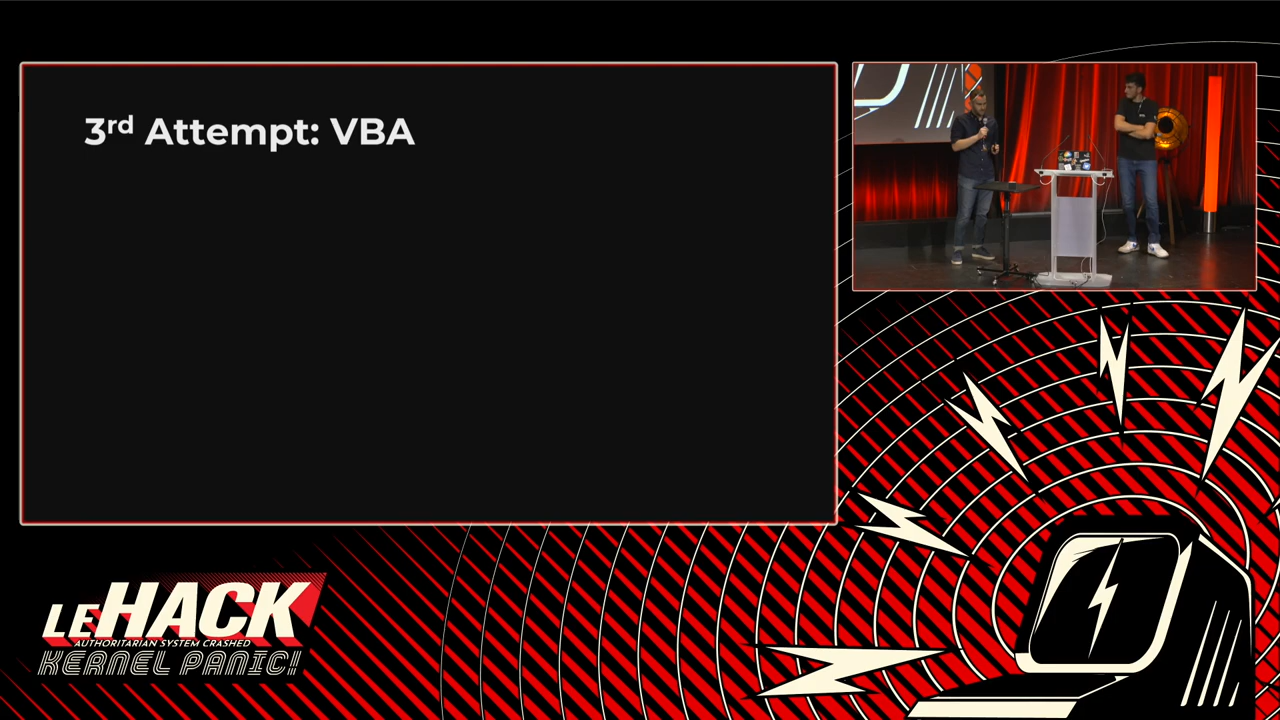 3rd Attempt: VBA
LEHACK
AUTHORITARIAN SYSTEM CRASHED
KERNEL PANIC!